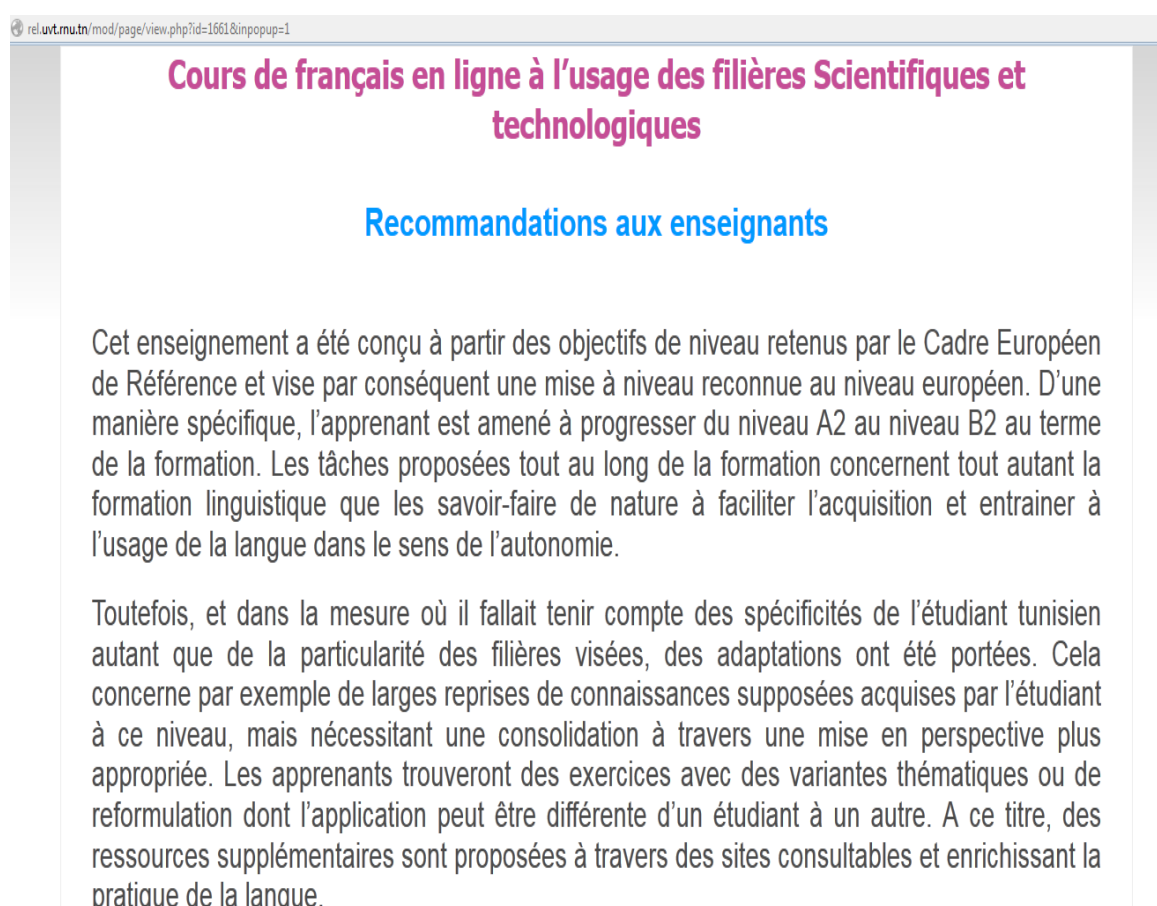 rel.uvt.rnu.tn/mod/page/view.php?id=1661&inpopup=1
Cours de français en ligne à l'usage des filières Scientifiques et
technologiques
Recommandations aux enseignants
Cet enseignement a été conçu à partir des objectifs de niveau retenus par le Cadre Européen
de Référence et vise par conséquent une mise à niveau reconnue au niveau européen. D'une
manière spécifique, l'apprenant est amené à progresser du niveau A2 au niveau B2 au terme
de la formation. Les tâches proposées tout au long de la formation concernent tout autant la
formation linguistique que les savoir-faire de nature à faciliter l'acquisition et entrainer à
l'usage de la langue dans le sens de l'autonomie.
Toutefois, et dans la mesure où il fallait tenir compte des spécificités de l'étudiant tunisien
autant que de la particularité des filières visées, des adaptations ont été portées. Cela
concerne par exemple de larges reprises de connaissances supposées acquises par l'étudiant
à ce niveau, mais nécessitant une consolidation à travers une mise en perspective plus
appropriée. Les apprenants trouveront des exercices avec des variantes thématiques ou de
reformulation dont l'application peut être différente d'un étudiant à un autre. A ce titre, des
ressources supplémentaires sont proposées à travers des sites consultables et enrichissant la
pratique de la langue.